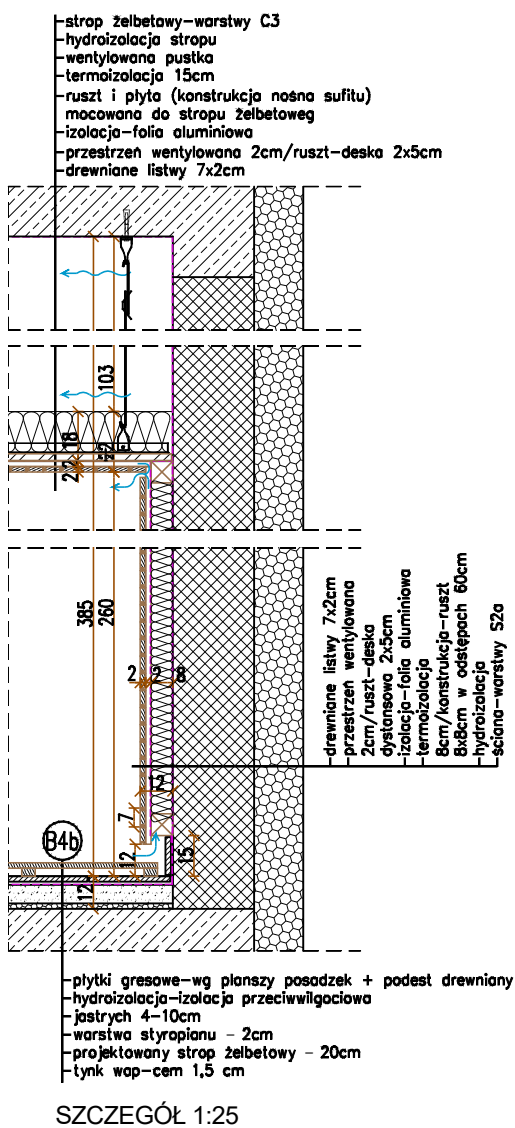 strop żelbetowy-warstwy C3
hydroizolacja stropu
wentylowana pustka
termoizolacja 15cm
ruszt i płyta (konstrukcja nośna sufitu)
mocowana do stropu żelbetoweg
izolacja-folia aluminiowa
przestrzeń wentylowana 2cm/ruszt-deska 2x5cm
drewniane listwy 7x2cm
103
18
12
2
2
385
260
2
2
8
12
7
12
15
12
B4b
drewniane listwy 7x2cm
przestrzeń wentylowana
2cm/ruszt-deska
dystansowa 2x5cm
izolacja-folia aluminiowa
termoizolacja
8cm/konstrukcja-ruszt
8x8cm w odstępach 60cm
hydroizolacja
ściana-warstwy S2a
płytki gresowe-wg planszy posadzek + podest drewniany
hydroizolacja-izolacja przeciwwilgociowa
jastrych 4-10cm
warstwa styropianu - 2cm
projektowany strop żelbetowy - 20cm
tynk wap-cem 1,5 cm
SZCZEGÓŁ 1:25